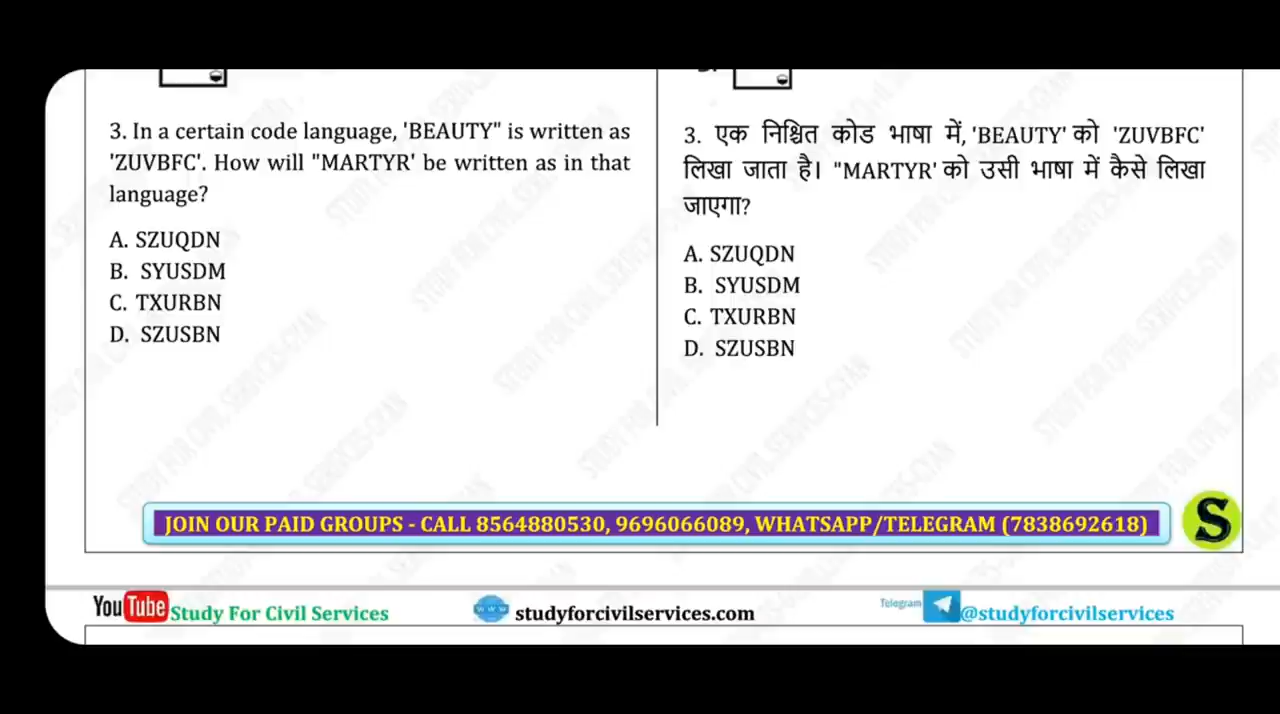 3. In a certain code language, 'BEAUTY" is written as
'ZUVBFC'. How will "MARTYR' be written as in that
language?
A. SZUQDN
B. SYUSDM
C. TXURBN
D. SZUSBN
3. एक निश्चित कोड भाषा में, 'BEAUTY' को 'ZUVBFC'
लिखा जाता है। "MARTYR' को उसी भाषा में कैसे लिखा
जाएगा?
A. SZUQDN
B. SYUSDM
C. TXURBN
D. SZUSBN
JOIN OUR PAID GROUPS - CALL 8564880530, 9696066089, WHATSAPP/TELEGRAM (7838692618)
S
YouTube Study For Civil Services
www studyforcivilservices.com
Telegram @studyforcivilservices